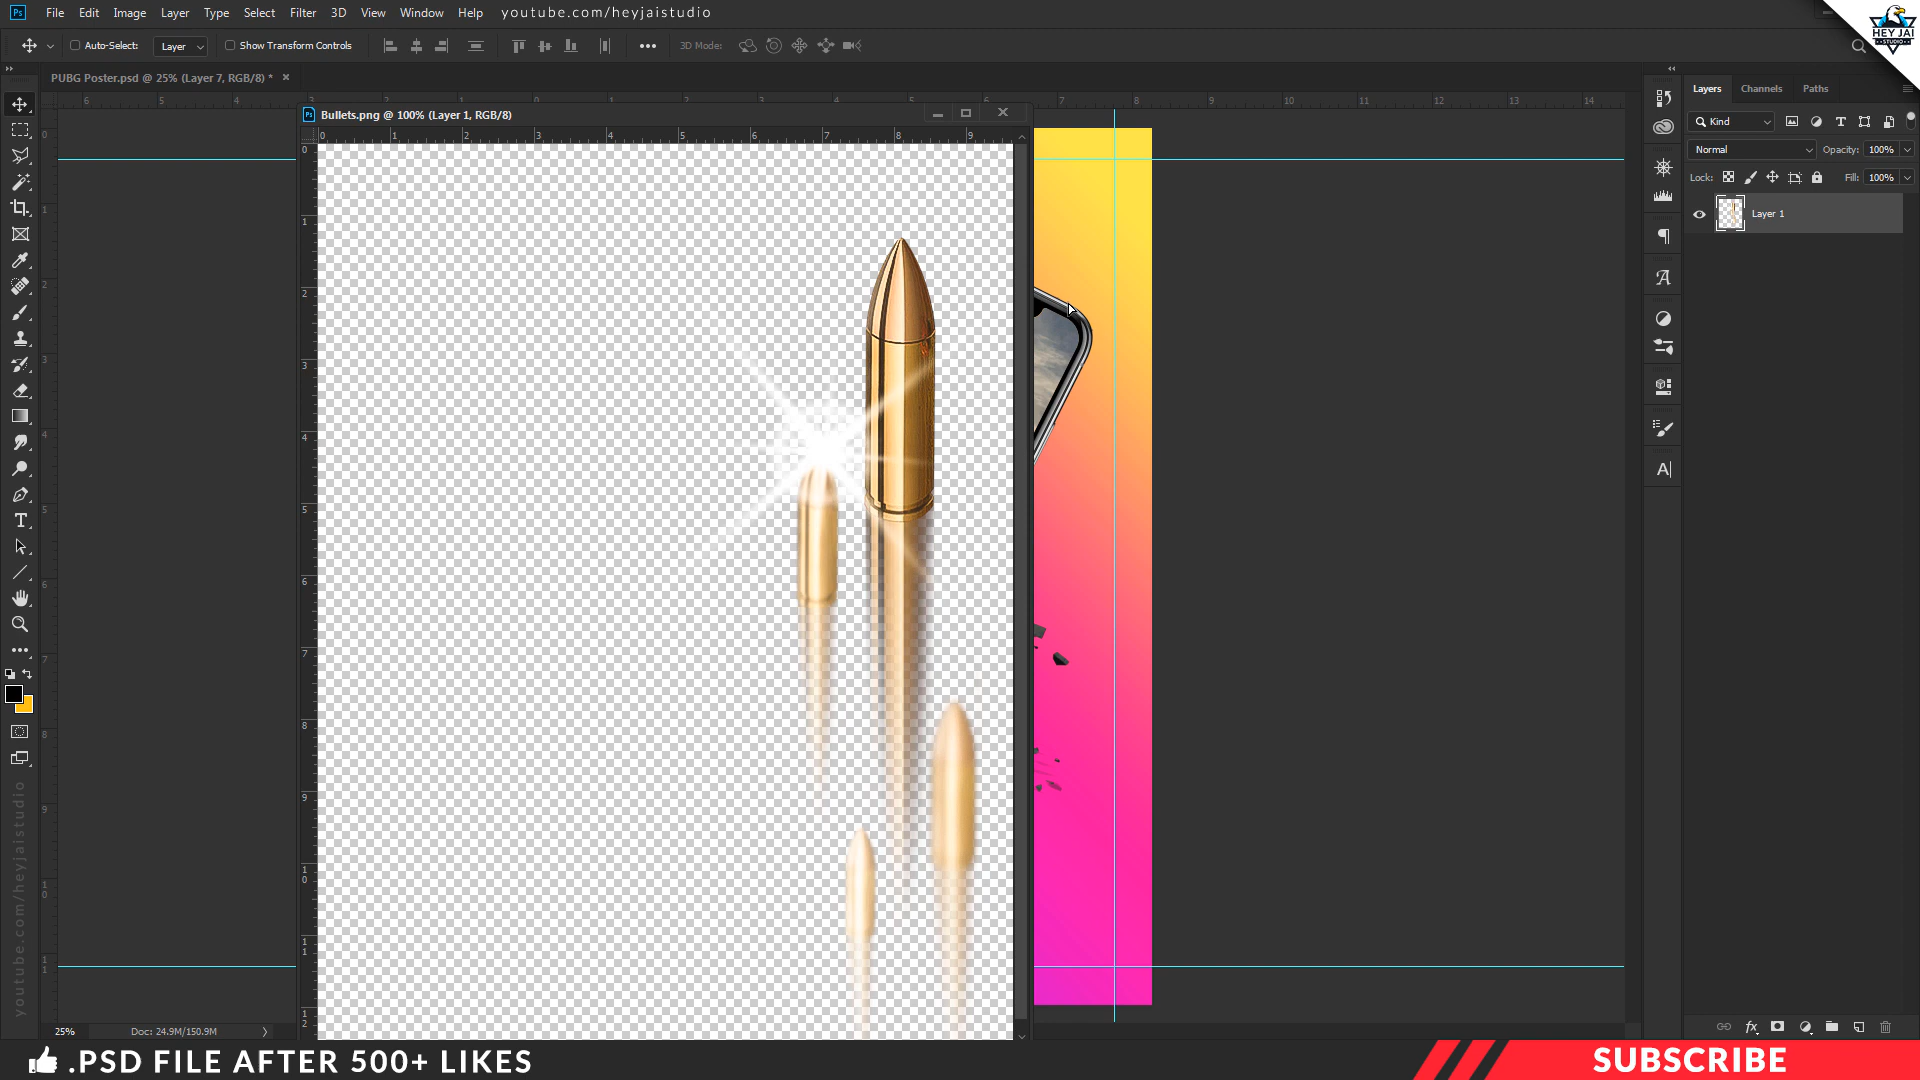 Ps File Edit Image Layer Type Select Filter 3D View Window Help youtube.com/heyjaistudio
HEY JAI
STUDIO
Auto-Select: Layer Show Transform Controls 3D Mode:
PUBG Poster.psd @ 25% (Layer 7, RGB/8) *
Bullets.png @ 100% (Layer 1, RGB/8)
Layers Channels Paths
Kind
Normal Opacity: 100%
Lock: Fill: 100%
Layer 1
youtube.com/heyjaistudio
25% Doc: 24.9M/150.9M
.PSD FILE AFTER 500+ LIKES
SUBSCRIBE